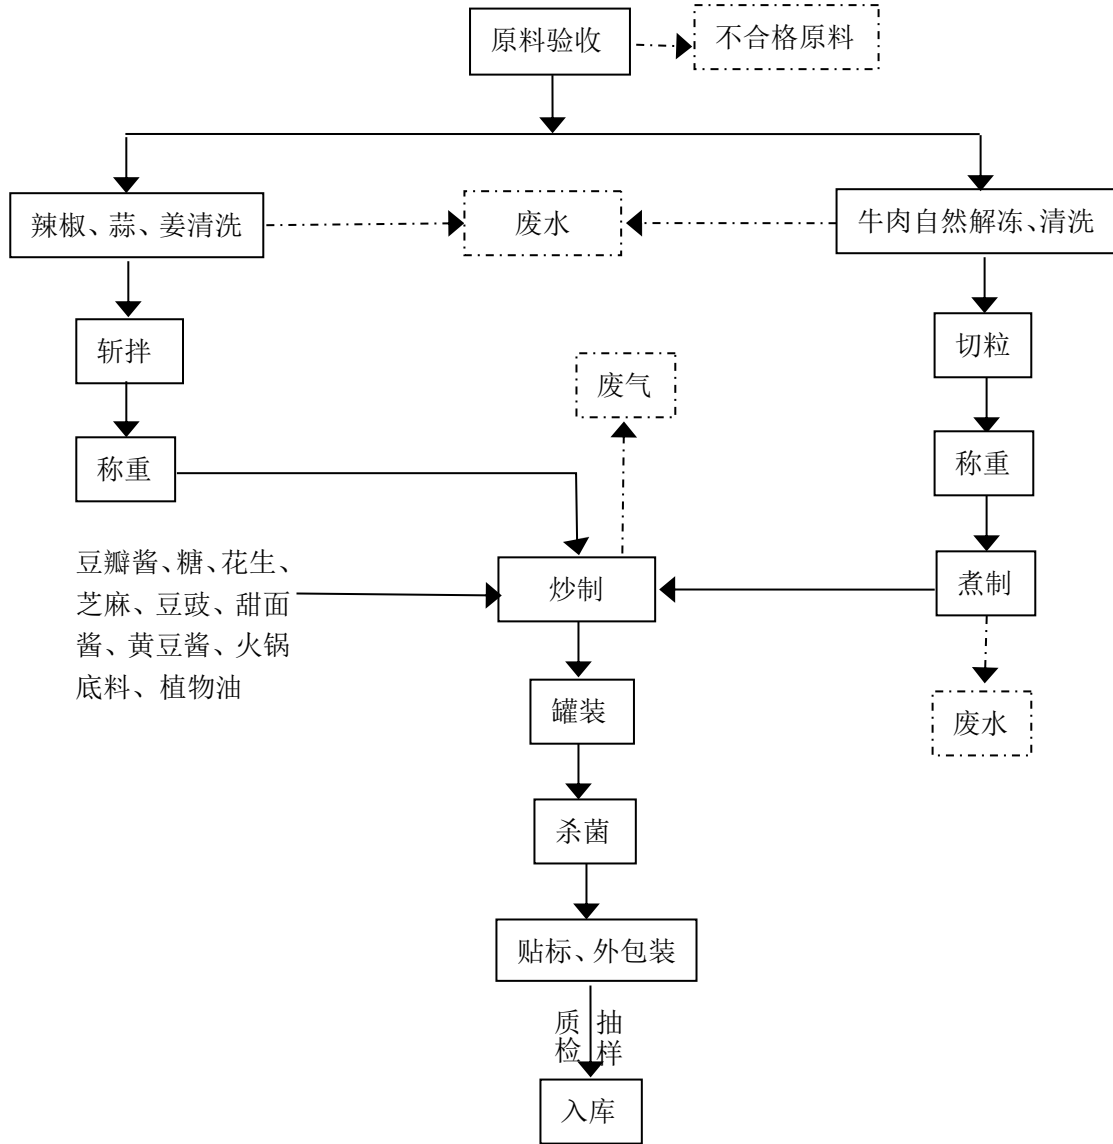 原料验收
不合格原料
辣椒、蒜、姜清洗
废水
牛肉自然解冻、清洗
斩拌
切粒
废气
称重
称重
豆瓣酱、糖、花生、
芝麻、豆豉、甜面
酱、黄豆酱、火锅
底料、植物油
炒制
煮制
罐装
废水
杀菌
贴标、外包装
质检
抽样
入库